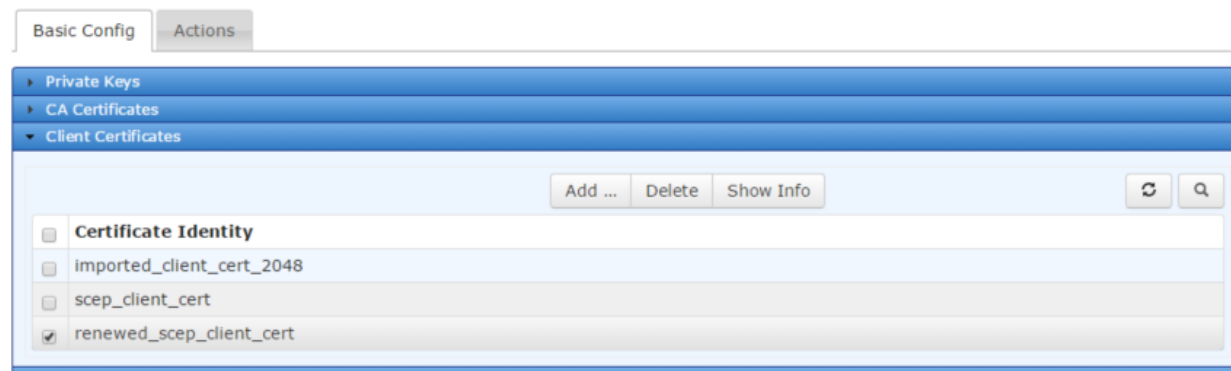 Basic Config Actions
Private Keys
CA Certificates
Client Certificates
Add ... Delete Show Info
Certificate Identity
imported_client_cert_2048
scep_client_cert
renewed_scep_client_cert